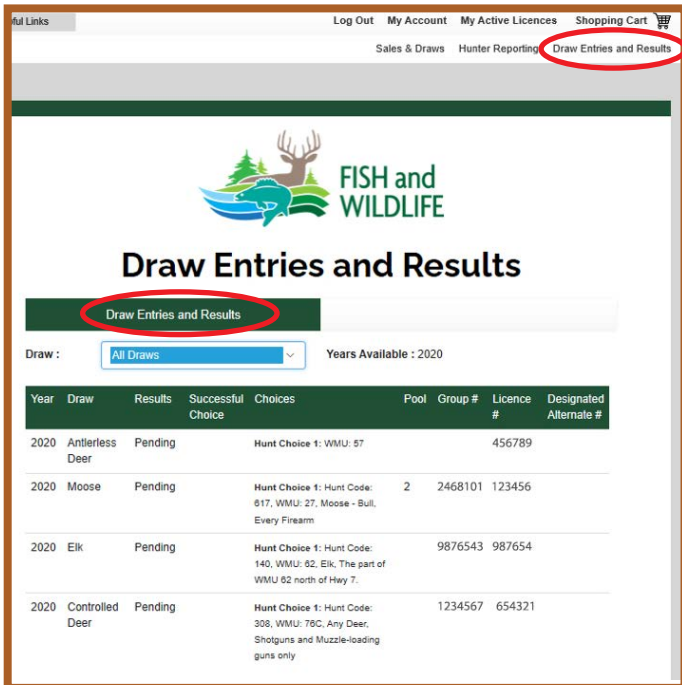 ful Links
Log Out My Account My Active Licences Shopping Cart
Sales & Draws Hunter Reporting Draw Entries and Results
FISH and
WILDLIFE
Draw Entries and Results
Draw Entries and Results
Draw : All Draws Years Available : 2020
Year Draw Results Successful Choice Choices Pool Group # Licence # Designated Alternate #
2020 Antlerless Deer Pending Hunt Choice 1: WMU: 57 456789
2020 Moose Pending Hunt Choice 1: Hunt Code: 2 2468101 123456
617, WMU: 27, Moose - Bull,
Every Firearm
2020 Elk Pending Hunt Choice 1: Hunt Code: 9876543 987654
140, WMU: 62, Elk, The part of
WMU 62 north of Hwy 7.
2020 Controlled Deer Pending Hunt Choice 1: Hunt Code: 1234567 654321
308, WMU: 76C, Any Deer,
Shotguns and Muzzle-loading
guns only